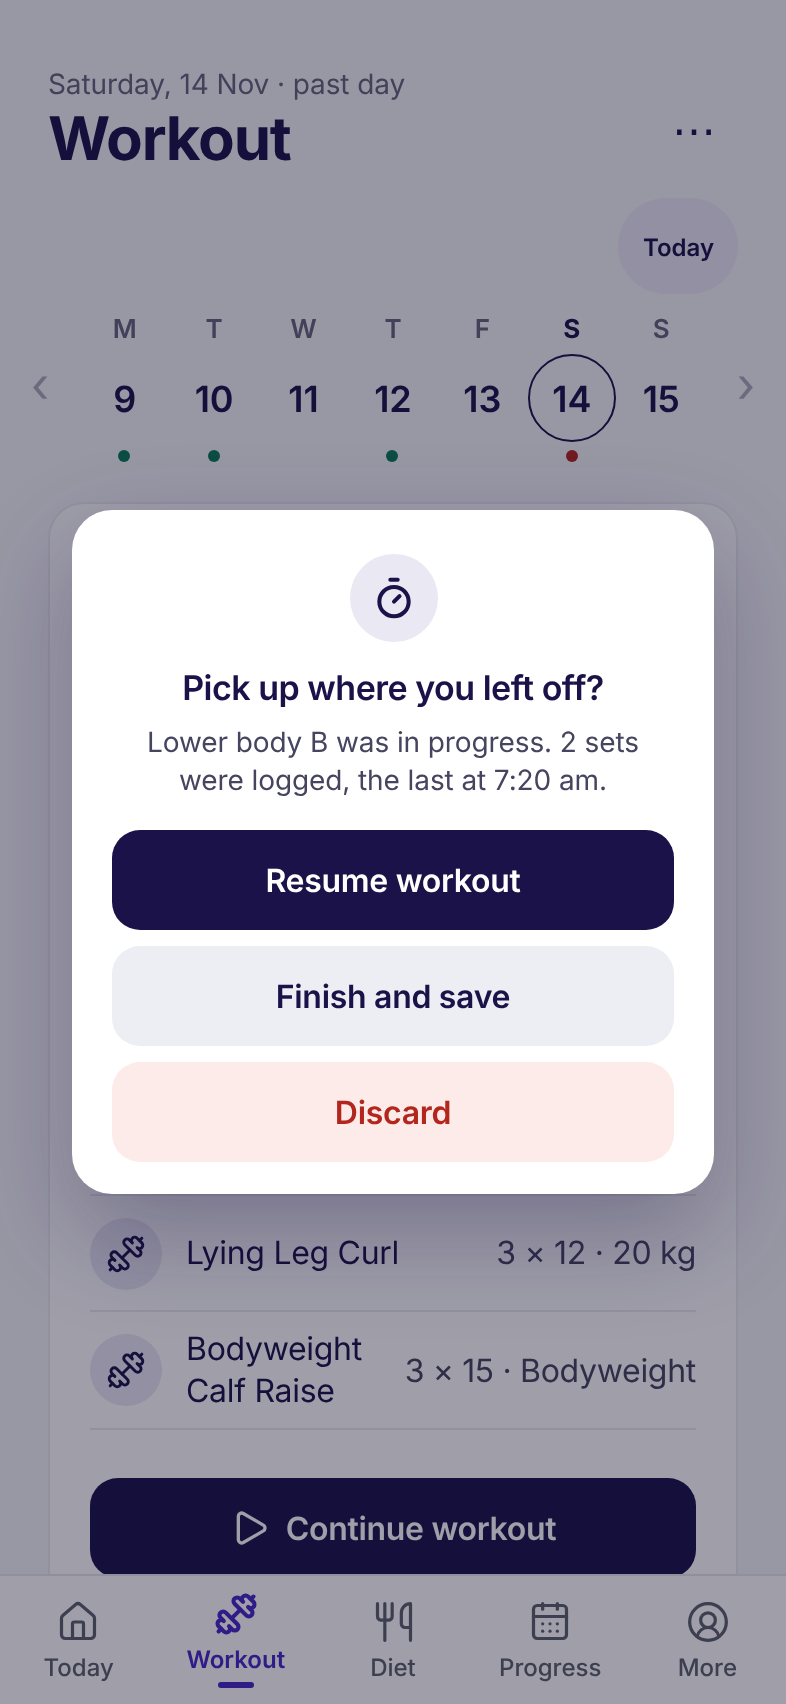 Saturday, 14 Nov · past day
Workout
...
Today
M T W T F S S
9 10 11 12 13 14 15
Pick up where you left off?
Lower body B was in progress. 2 sets
were logged, the last at 7:20 am.
Resume workout
Finish and save
Discard
Lying Leg Curl 3 × 12 · 20 kg
Bodyweight
Calf Raise 3 × 15 · Bodyweight
Continue workout
Today Workout Diet Progress More